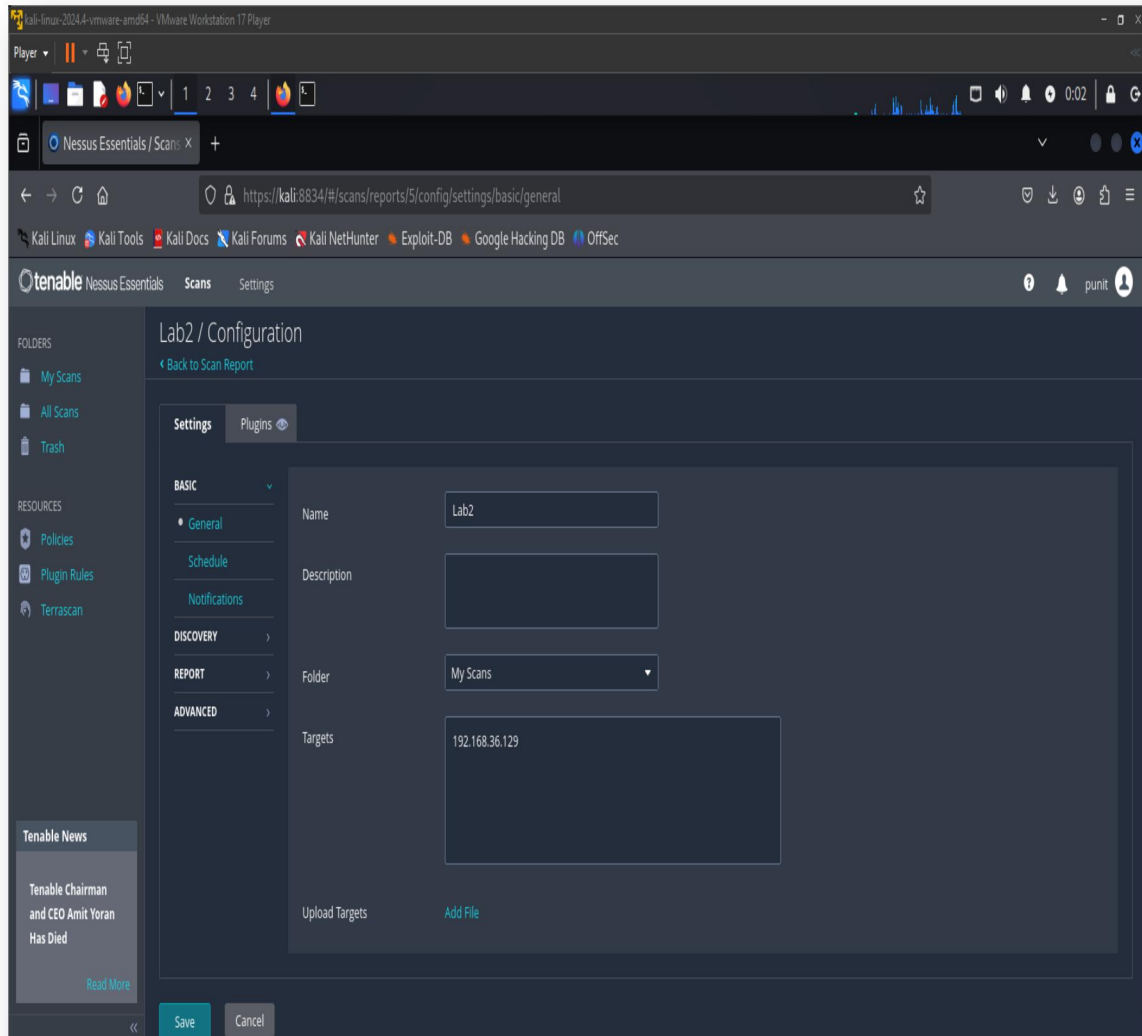 kali-linux-2024.4-vmware-amd64 - VMware Workstation 17 Player
Player
1 2 3 4
0:02
Nessus Essentials / Scans
https://kali:8834/#/scans/reports/5/config/settings/basic/general
Kali Linux Kali Tools Kali Docs Kali Forums Kali NetHunter Exploit-DB Google Hacking DB OffSec
tenable Nessus Essentials Scans Settings
punit
FOLDERS
My Scans
All Scans
Trash
RESOURCES
Policies
Plugin Rules
Terrascan
Tenable News
Tenable Chairman
and CEO Amit Yoran
Has Died
Read More
Lab2 / Configuration
Back to Scan Report
Settings Plugins
BASIC
General
Schedule
Notifications
DISCOVERY
REPORT
ADVANCED
Name Lab2
Description
Folder My Scans
Targets 192.168.36.129
Upload Targets Add File
Save Cancel